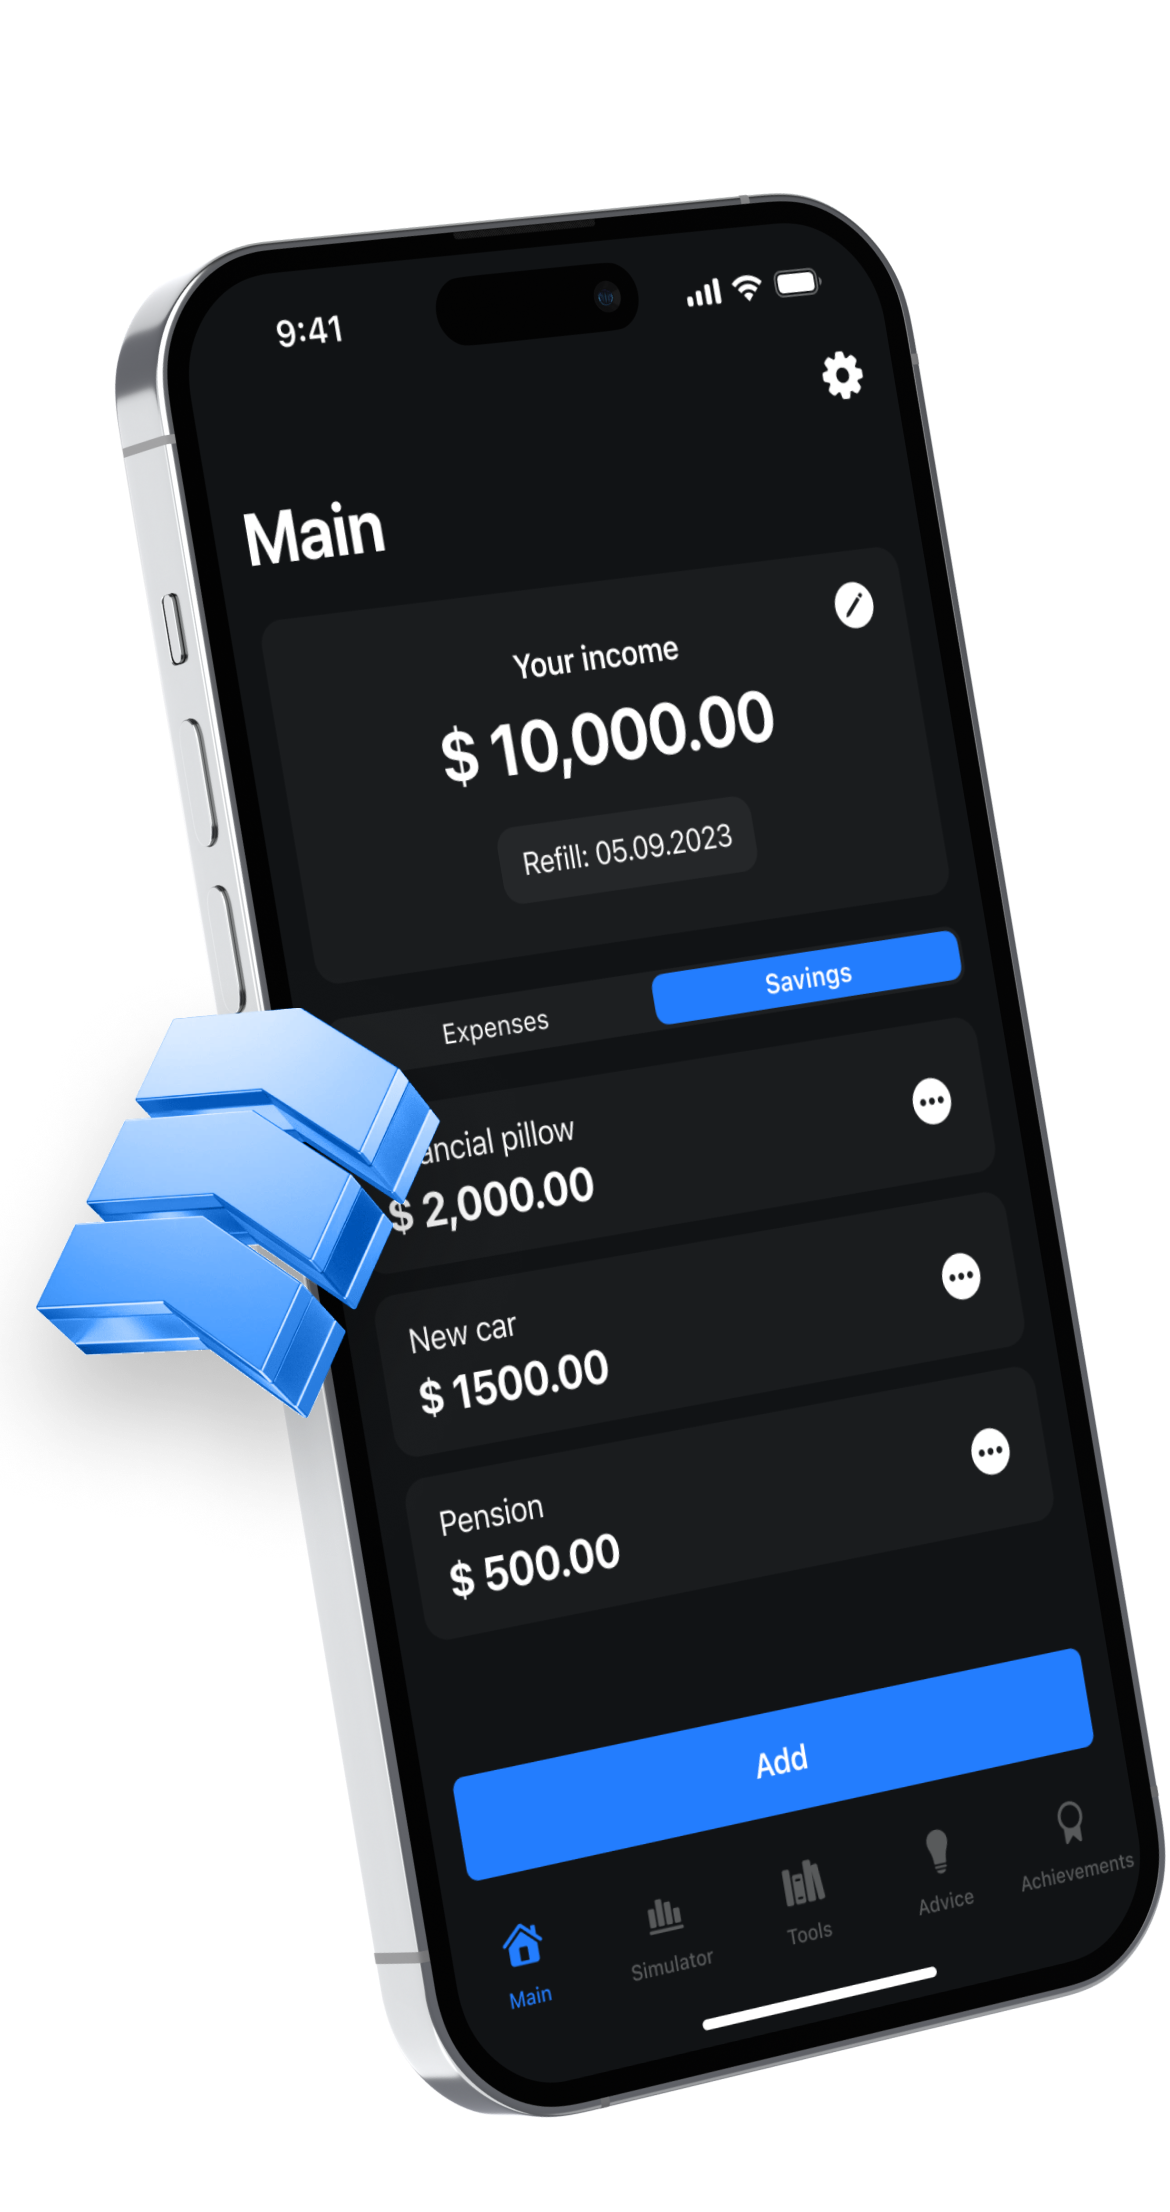 9:41
Main
Your income
$ 10,000.00
Refill: 05.09.2023
Expenses
Savings
pillow
$ 2,000.00
New car
$ 1500.00
Pension
$ 500.00
Add
Main
Simulator
Tools
Advice
Achievements